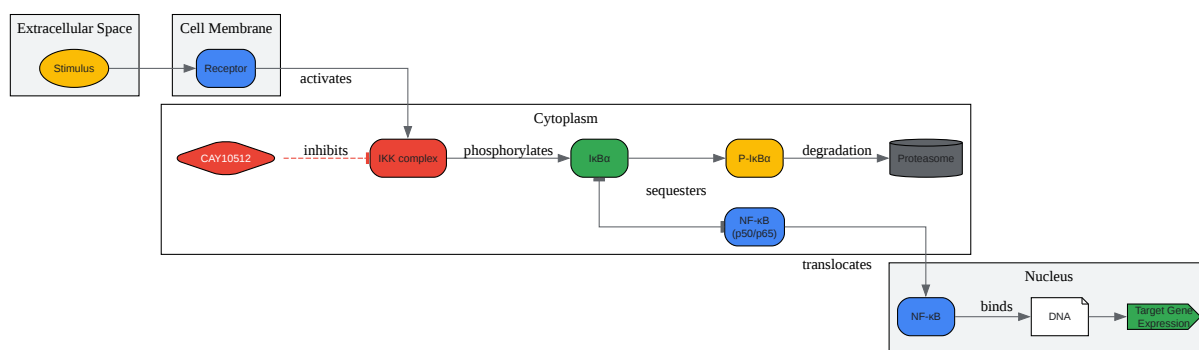 Extracellular Space
Cell Membrane
Stimulus
Receptor
activates
Cytoplasm
CAY10512
inhibits
IKK complex
phosphorylates
IκBα
P-IκBα
degradation
Proteasome
sequesters
NF-κB
(p50/p65)
translocates
Nucleus
NF-κB
binds
DNA
Target Gene
Expression